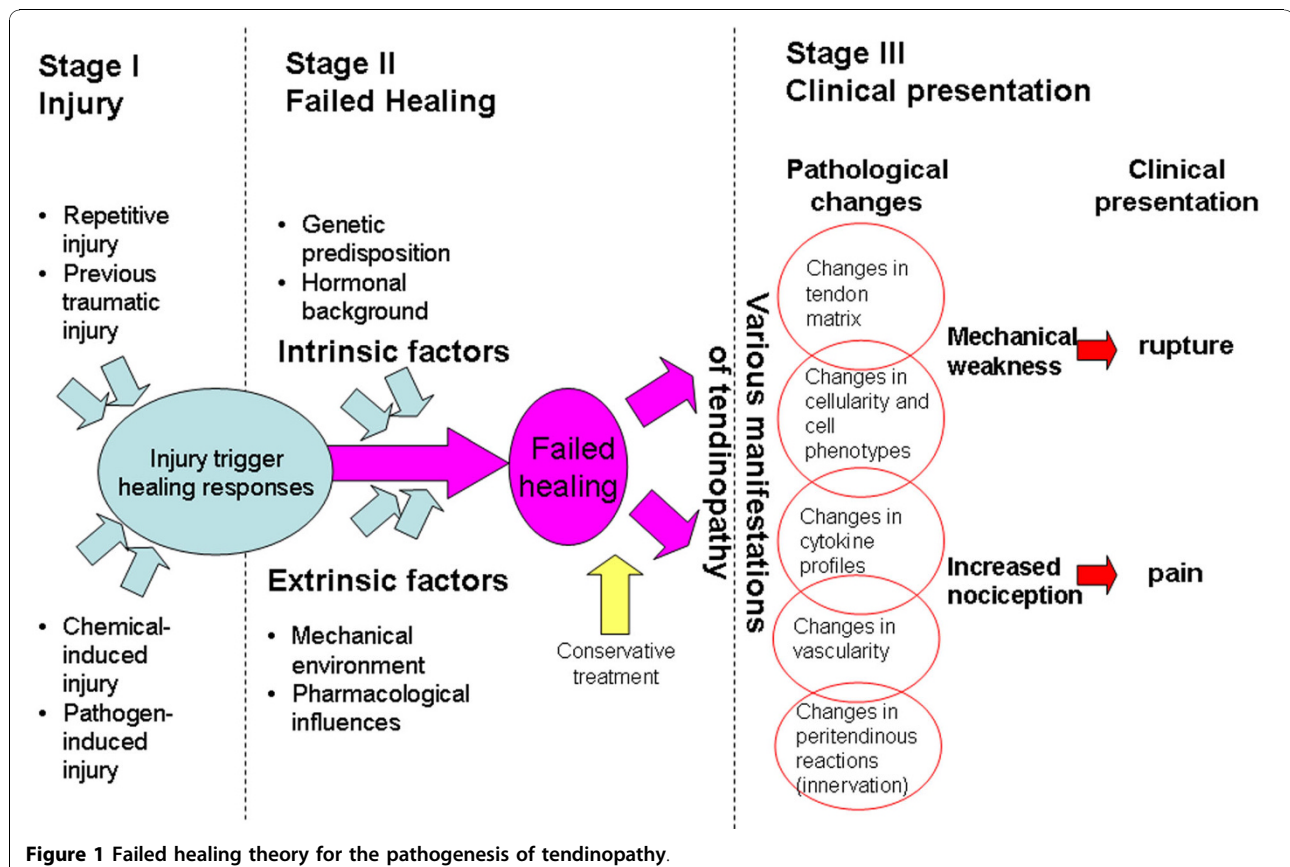 Stage I
Injury
• Repetitive
injury
• Previous
traumatic
injury
Injury trigger
healing responses
• Chemical-
induced
injury
• Pathogen-
induced
injury
Stage II
Failed Healing
• Genetic
predisposition
• Hormonal
background
Intrinsic factors
Failed
healing
Extrinsic factors
• Mechanical
environment
• Pharmacological
influences
Conservative
treatment
Various manifestations
of tendinopathy
Stage III
Clinical presentation
Pathological
changes
Changes in
tendon
matrix
Changes in
cellularity and
cell
phenotypes
Changes in
cytokine
profiles
Changes in
vascularity
Changes in
peritendinous
reactions
(innervation)
Mechanical
weakness
Increased
nociception
Clinical
presentation
rupture
pain
Figure 1 Failed healing theory for the pathogenesis of tendinopathy.